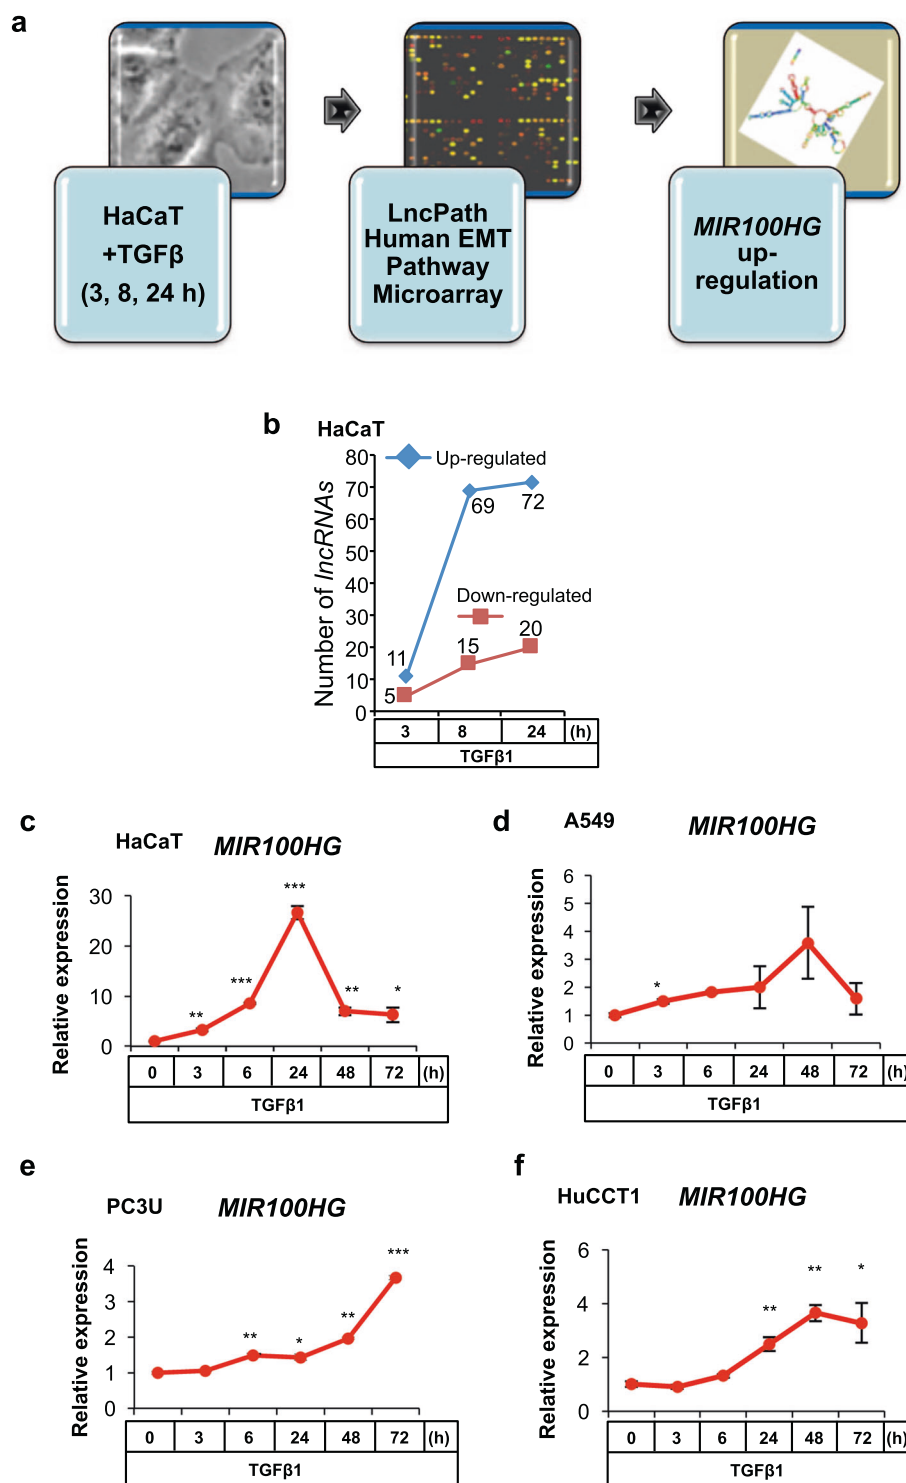 a
HaCaT
+TGFβ
(3, 8, 24 h)
LncPath
Human EMT
Pathway
Microarray
MIR100HG
up-
regulation
b
HaCaT
Up-regulated
Down-regulated
Number of lncRNAs
80
70
60
50
40
30
20
10
0
11
69
72
5
15
20
3 8 24 (h)
TGFβ1
c
HaCaT MIR100HG
Relative expression
30
20
10
0
** *** *** ** *
0 3 6 24 48 72 (h)
TGFβ1
d
A549 MIR100HG
Relative expression
6
5
4
3
2
1
0
*
0 3 6 24 48 72 (h)
TGFβ1
e
PC3U MIR100HG
Relative expression
4
3
2
1
0
** * ** ***
0 3 6 24 48 72 (h)
TGFβ1
f
HuCCT1 MIR100HG
Relative expression
6
4
2
0
** ** *
0 3 6 24 48 72 (h)
TGFβ1